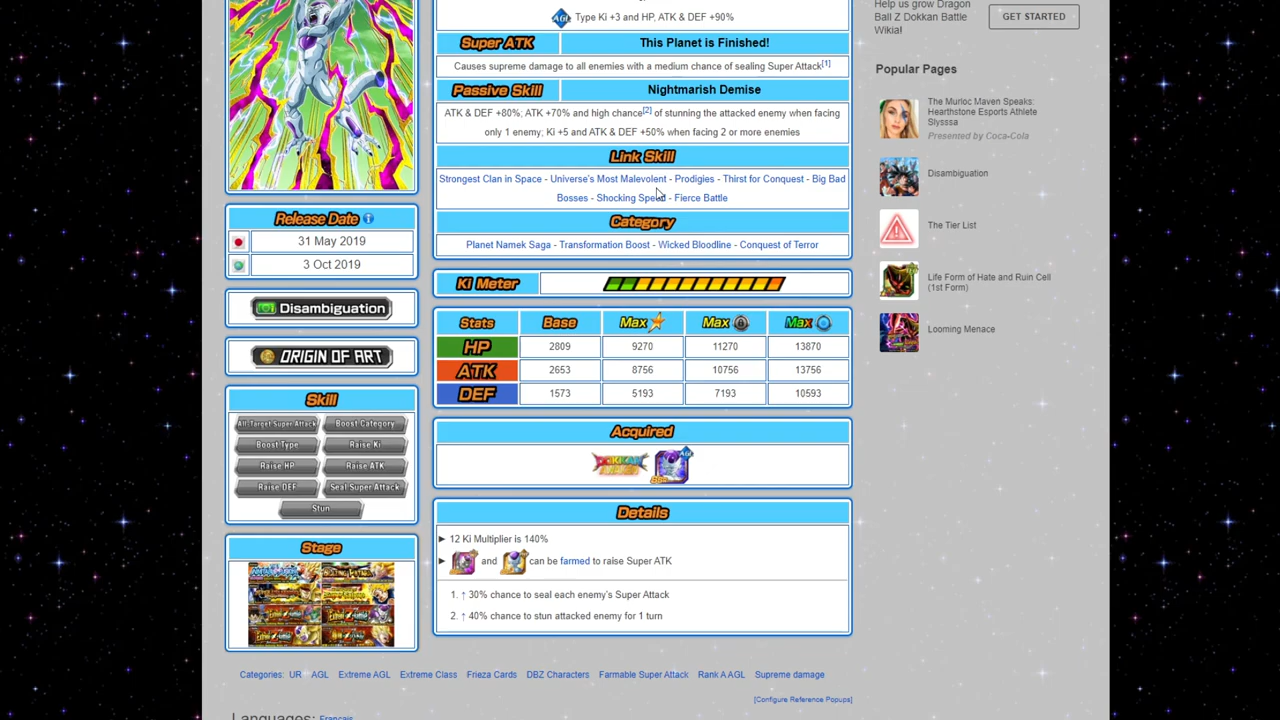 Help us grow Dragon
Ball Z Dokkan Battle
Wikia!
GET STARTED
Popular Pages
The Murloc Maven Speaks:
Hearthstone Esports Athlete
Slysssa
Presented by Coca-Cola
Disambiguation
The Tier List
Life Form of Hate and Ruin Cell
(1st Form)
Looming Menace
AGL Type Ki +3 and HP, ATK & DEF +90%
Super ATK This Planet is Finished!
Causes supreme damage to all enemies with a medium chance of sealing Super Attack[1]
Passive Skill Nightmarish Demise
ATK & DEF +80%; ATK +70% and high chance[2] of stunning the attacked enemy when facing
only 1 enemy; Ki +5 and ATK & DEF +50% when facing 2 or more enemies
Link Skill
Strongest Clan in Space - Universe's Most Malevolent - Prodigies - Thirst for Conquest - Big Bad
Bosses - Shocking Speed - Fierce Battle
Category
Planet Namek Saga - Transformation Boost - Wicked Bloodline - Conquest of Terror
Ki Meter
Stats Base Max Max Max
HP 2809 9270 11270 13870
ATK 2653 8756 10756 13756
DEF 1573 5193 7193 10593
Acquired
Details
► 12 Ki Multiplier is 140%
► and can be farmed to raise Super ATK
1. ↑ 30% chance to seal each enemy's Super Attack
2. ↑ 40% chance to stun attacked enemy for 1 turn
Release Date
31 May 2019
3 Oct 2019
Disambiguation
ORIGIN OF ART
Skill
All-Target Super Attack Boost Category
Boost Type Raise Ki
Raise HP Raise ATK
Raise DEF Seal Super Attack
Stun
Stage
Categories: UR AGL Extreme AGL Extreme Class Frieza Cards DBZ Characters Farmable Super Attack Rank A AGL Supreme damage
[Configure Reference Popups]
Languages: Français